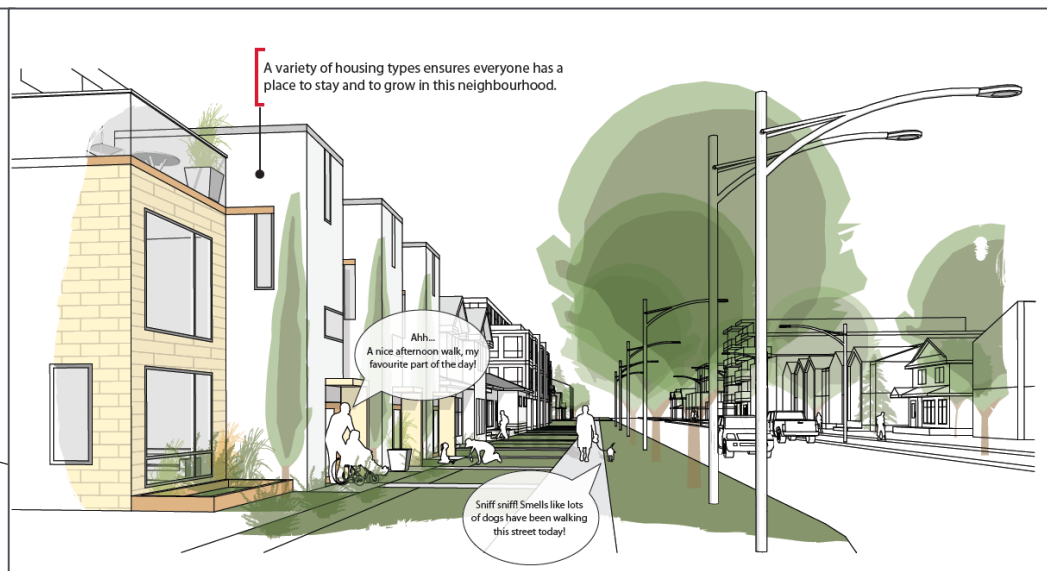 A variety of housing types ensures everyone has a
place to stay and to grow in this neighbourhood.
Ahh...
A nice afternoon walk, my
favourite part of the day!
Sniff sniff! Smells like lots
of dogs have been walking
this street today!